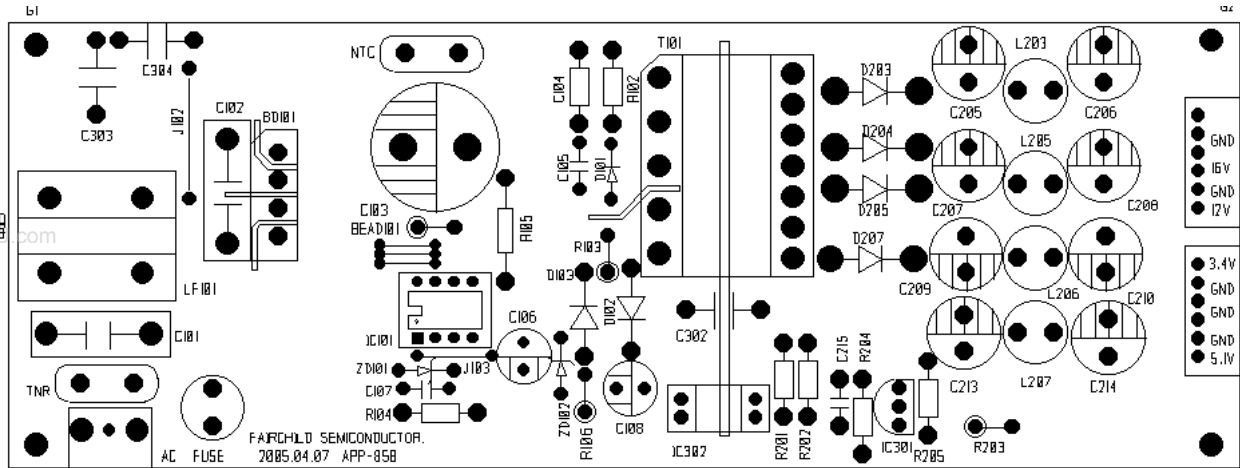 G1
G2
C304
C303
J102
C102
BD101
NTC
C103
BEAD101
R105
C104
R102
C105
D101
T101
D203
D204
D205
D207
L203
C205
C206
L205
C207
C208
C209
L206
C210
C213
L207
C214
GND
16V
GND
12V
3.4V
GND
GND
GND
5.1V
LF101
C101
TNR
AC
FUSE
FAIRCHILD SEMICONDUCTOR.
2005.04.07 APP-85B
IC101
ZD101
J103
C107
R104
C106
ZD102
D103
R103
D102
R106
C108
C302
IC302
R201
R202
C215
R204
IC301
R205
R203
.com